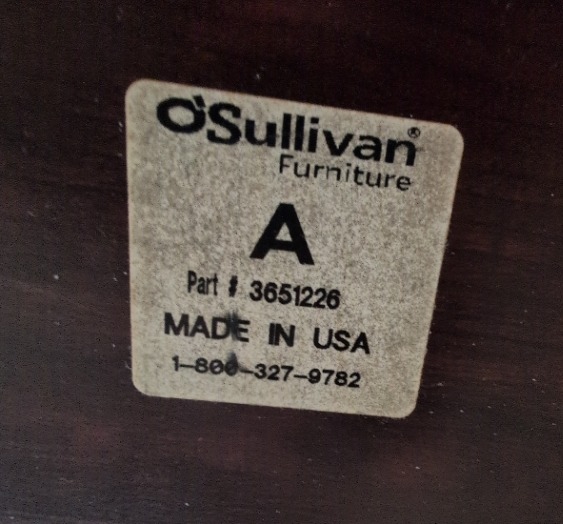 O'Sullivan®
Furniture
A
Part # 3651226
MADE IN USA
1-800-327-9782